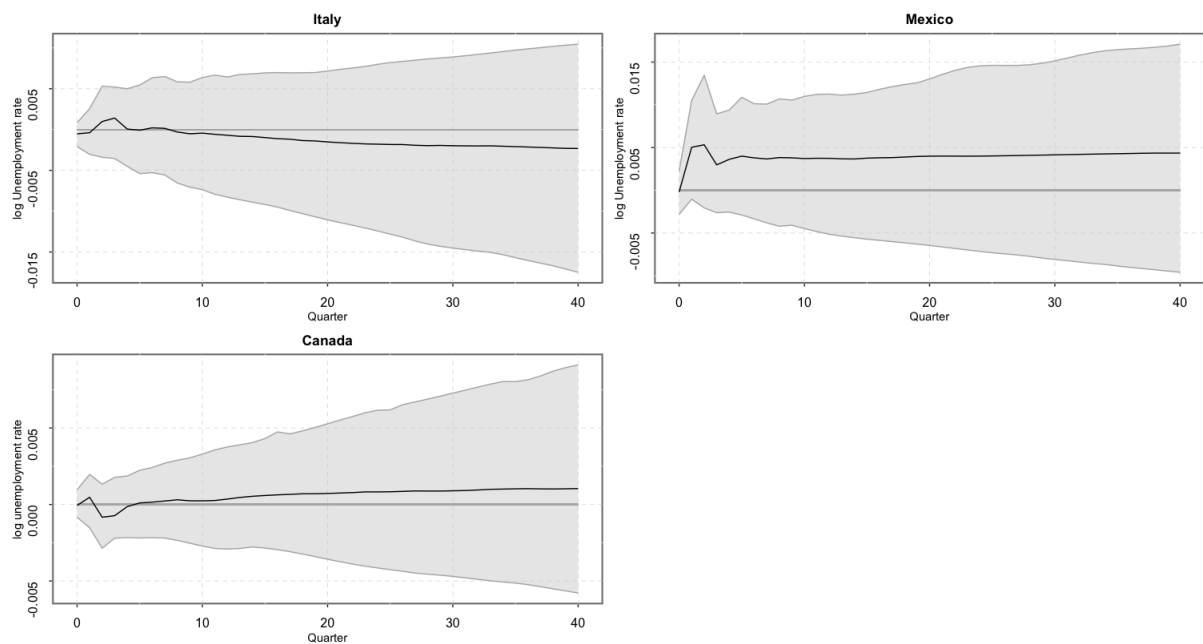 Italy
log Unemployment rate
0.005
-0.005
-0.015
0 10 20 30 40
Quarter
Mexico
log Unemployment rate
0.015
0.005
-0.005
0 10 20 30 40
Quarter
Canada
log unemployment rate
0.005
0.000
-0.005
0 10 20 30 40
Quarter